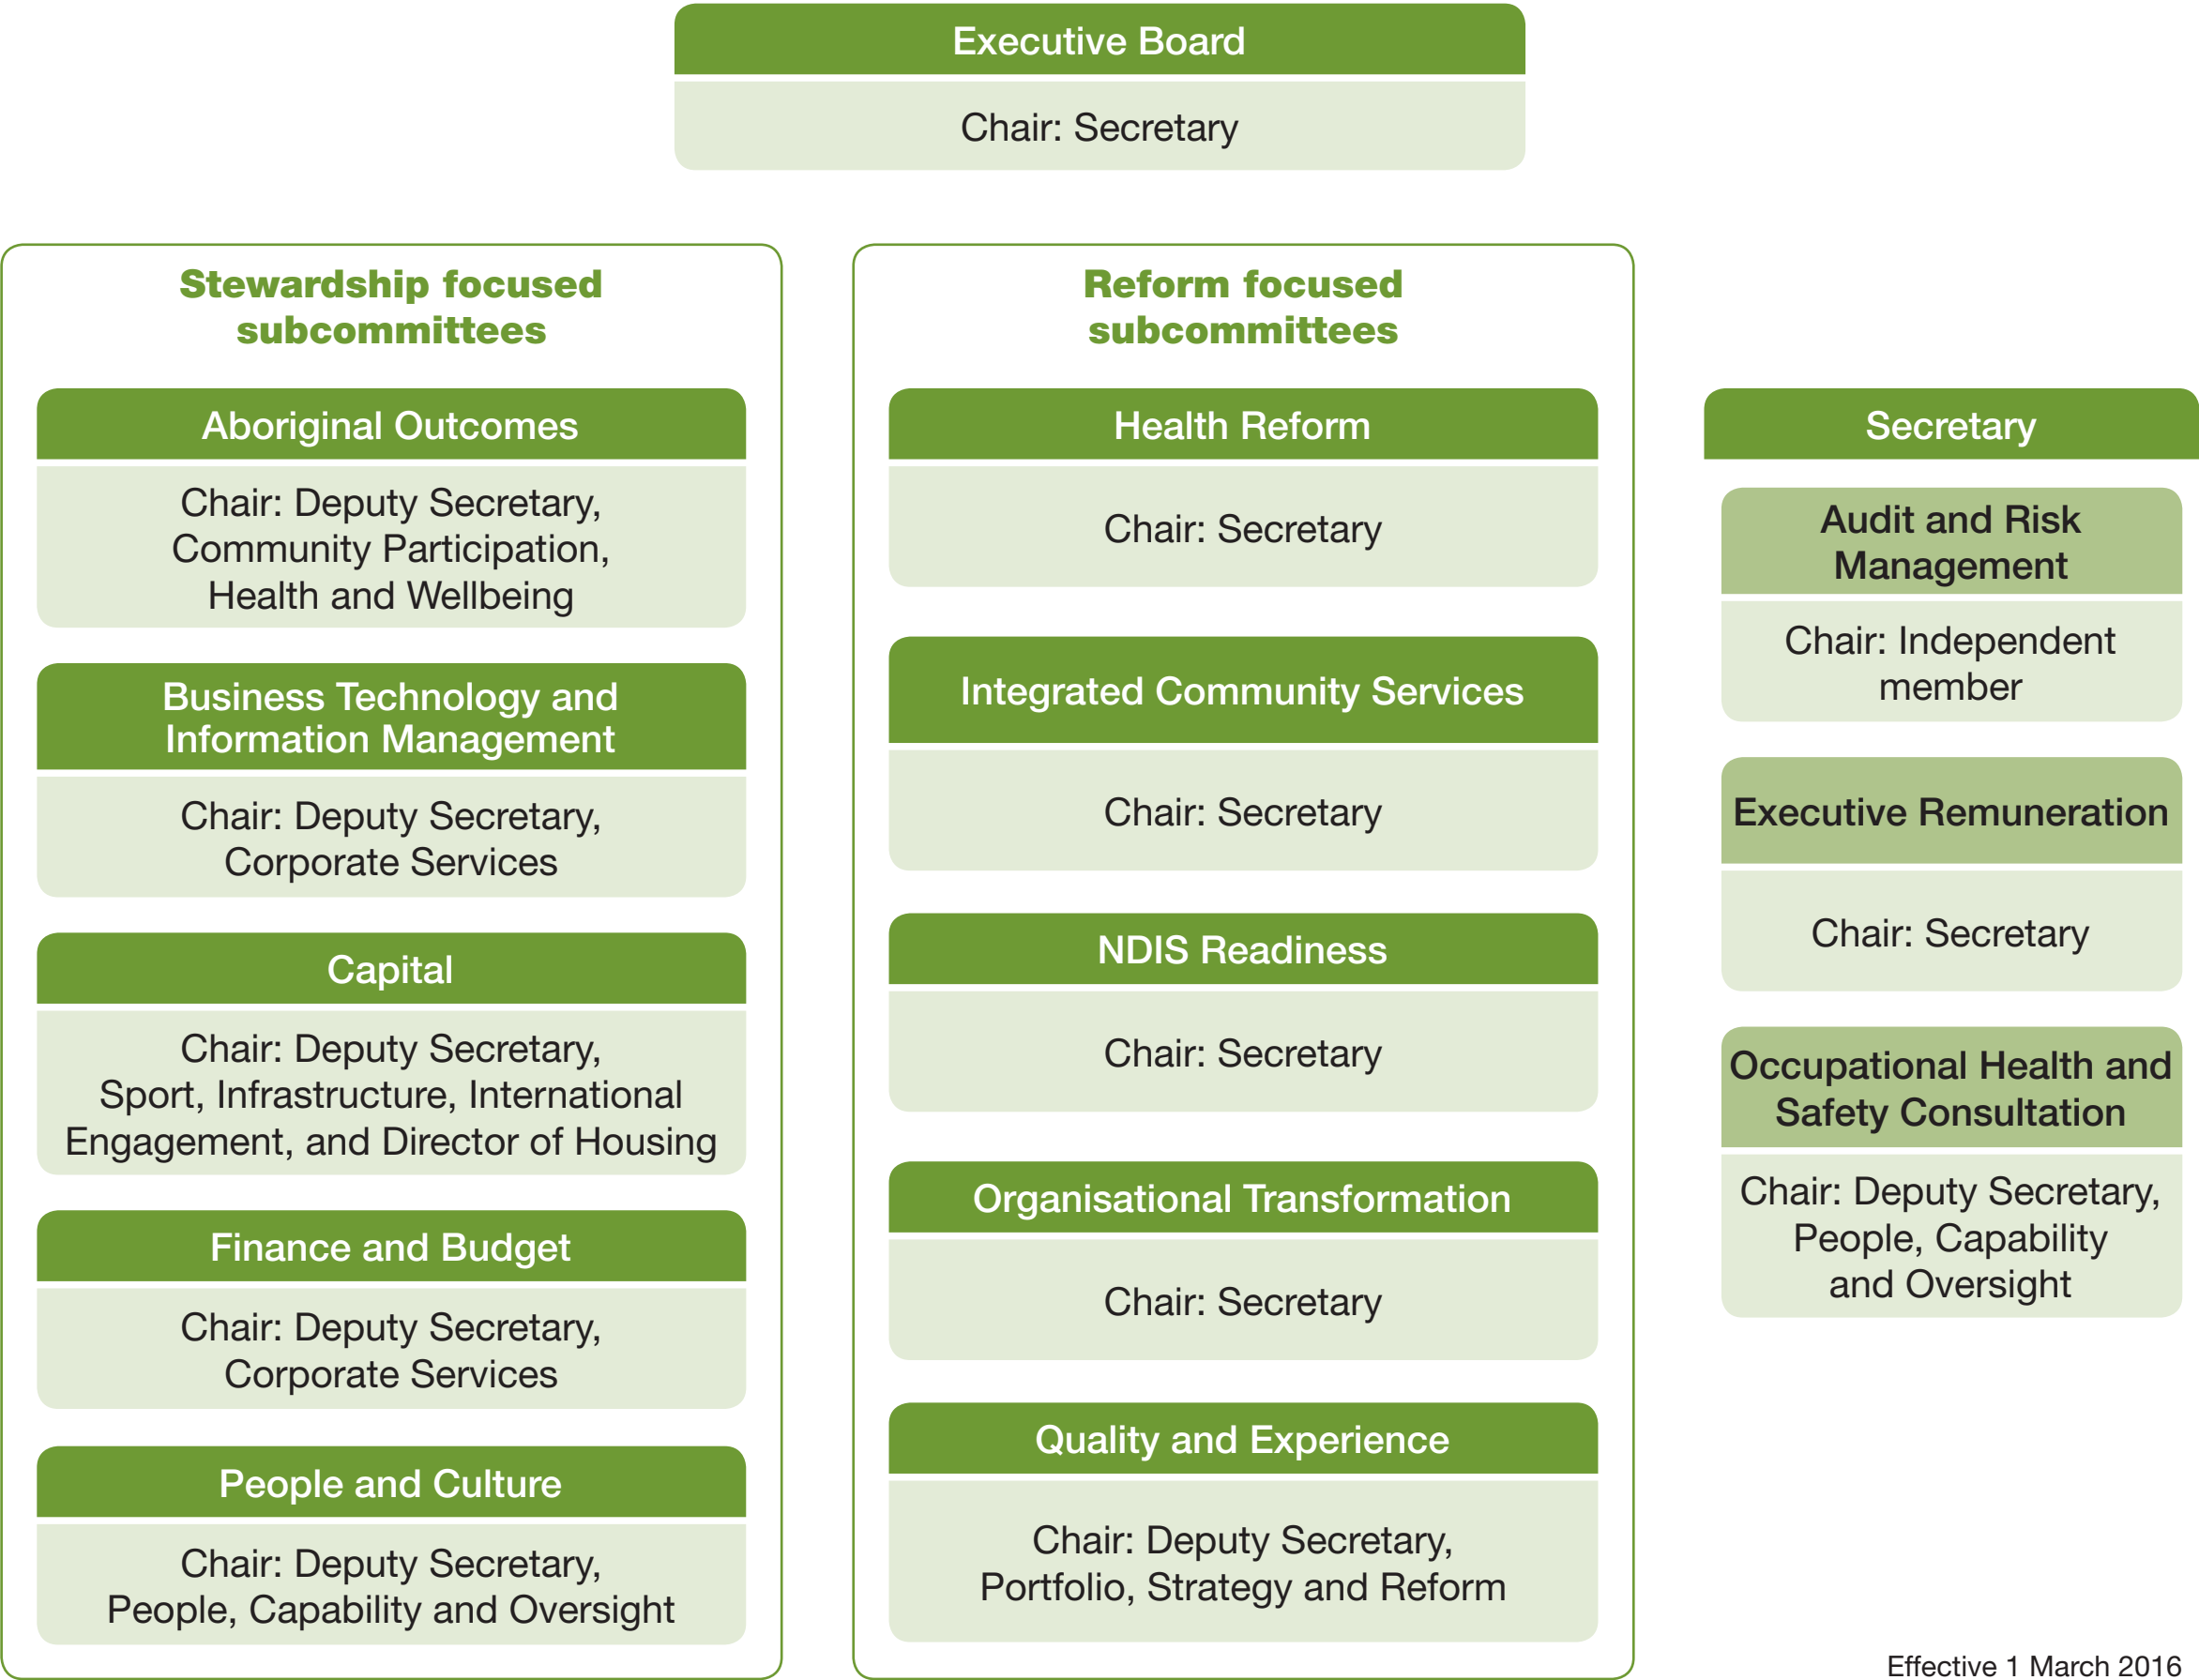 Executive Board
Chair: Secretary
Stewardship focused
subcommittees
Aboriginal Outcomes
Chair: Deputy Secretary,
Community Participation,
Health and Wellbeing
Business Technology and
Information Management
Chair: Deputy Secretary,
Corporate Services
Capital
Chair: Deputy Secretary,
Sport, Infrastructure, International
Engagement, and Director of Housing
Finance and Budget
Chair: Deputy Secretary,
Corporate Services
People and Culture
Chair: Deputy Secretary,
People, Capability and Oversight
Reform focused
subcommittees
Health Reform
Chair: Secretary
Integrated Community Services
Chair: Secretary
NDIS Readiness
Chair: Secretary
Organisational Transformation
Chair: Secretary
Quality and Experience
Chair: Deputy Secretary,
Portfolio, Strategy and Reform
Secretary
Audit and Risk
Management
Chair: Independent
member
Executive Remuneration
Chair: Secretary
Occupational Health and
Safety Consultation
Chair: Deputy Secretary,
People, Capability
and Oversight
Effective 1 March 2016